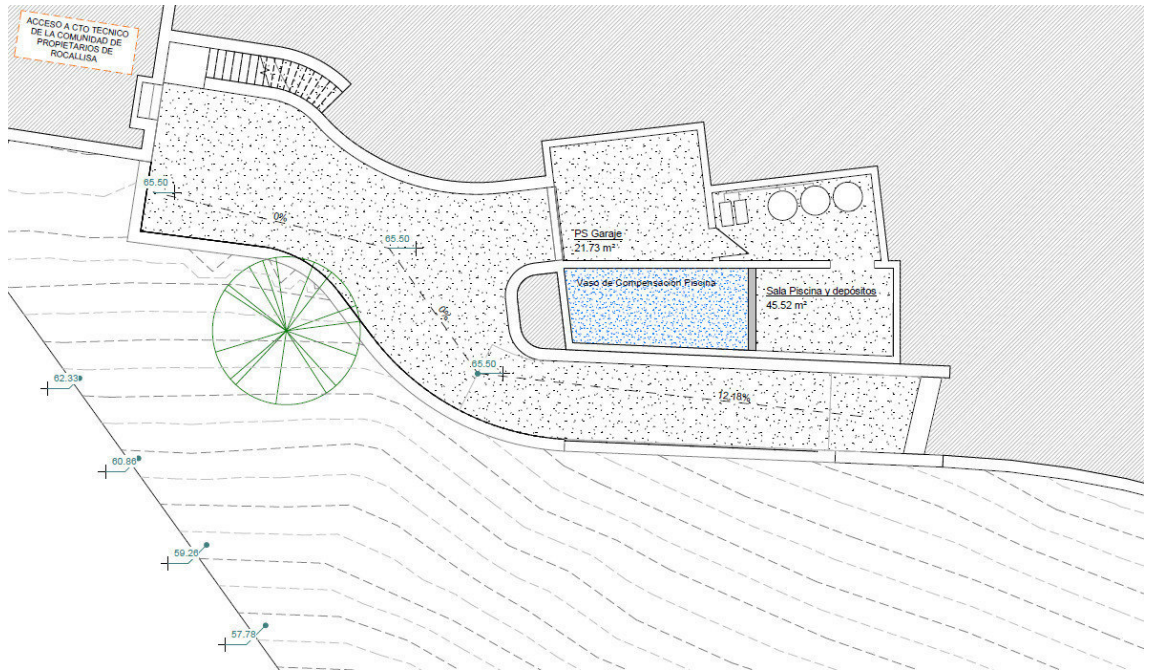 ACCESO A CTO TECNICO
DE LA COMUNIDAD DE
PROPIETARIOS DE
ROCALLISA
65.50
0%
65.50
PS Garaje
21.73 m²
Vaso de Compensación Piscina
Sala Piscina y depósitos
45.52 m²
0%
65.50
12.18%
62.33
60.86
59.26
57.78